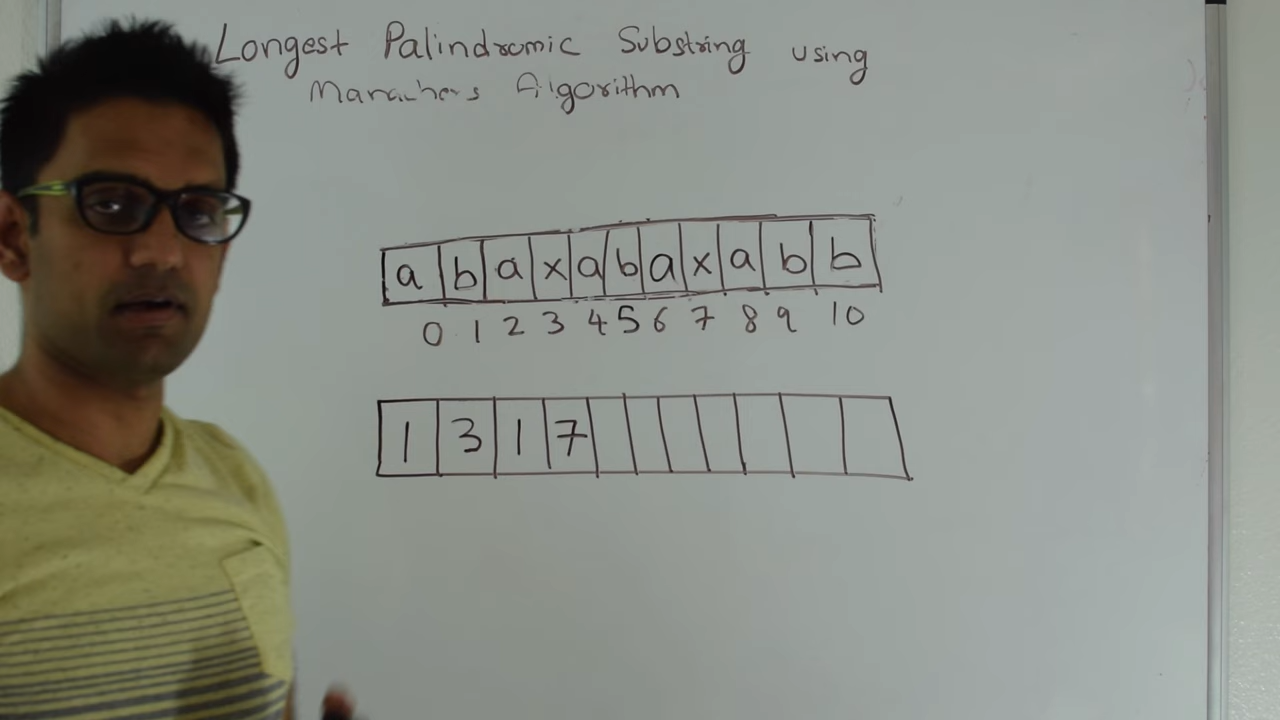 Longest Palindromic Substring using
Manachers Algorithm
a b a x a b a x a b b
0 1 2 3 4 5 6 7 8 9 10
1 3 1 7